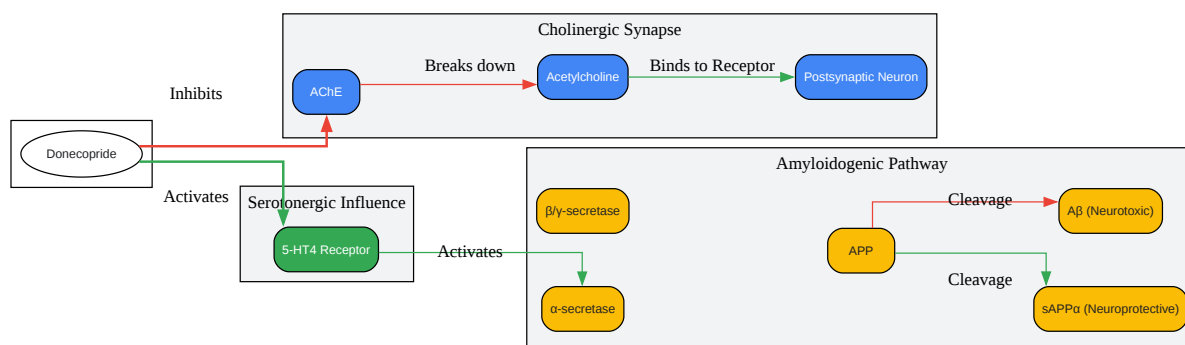 Cholinergic Synapse
Breaks down
Binds to Receptor
Acetylcholine
Postsynaptic Neuron
AChE
Inhibits
Donecopride
Activates
Serotonergic Influence
5-HT4 Receptor
Activates
Amyloidogenic Pathway
β/γ-secretase
α-secretase
APP
Cleavage
Aβ (Neurotoxic)
Cleavage
sAPPα (Neuroprotective)